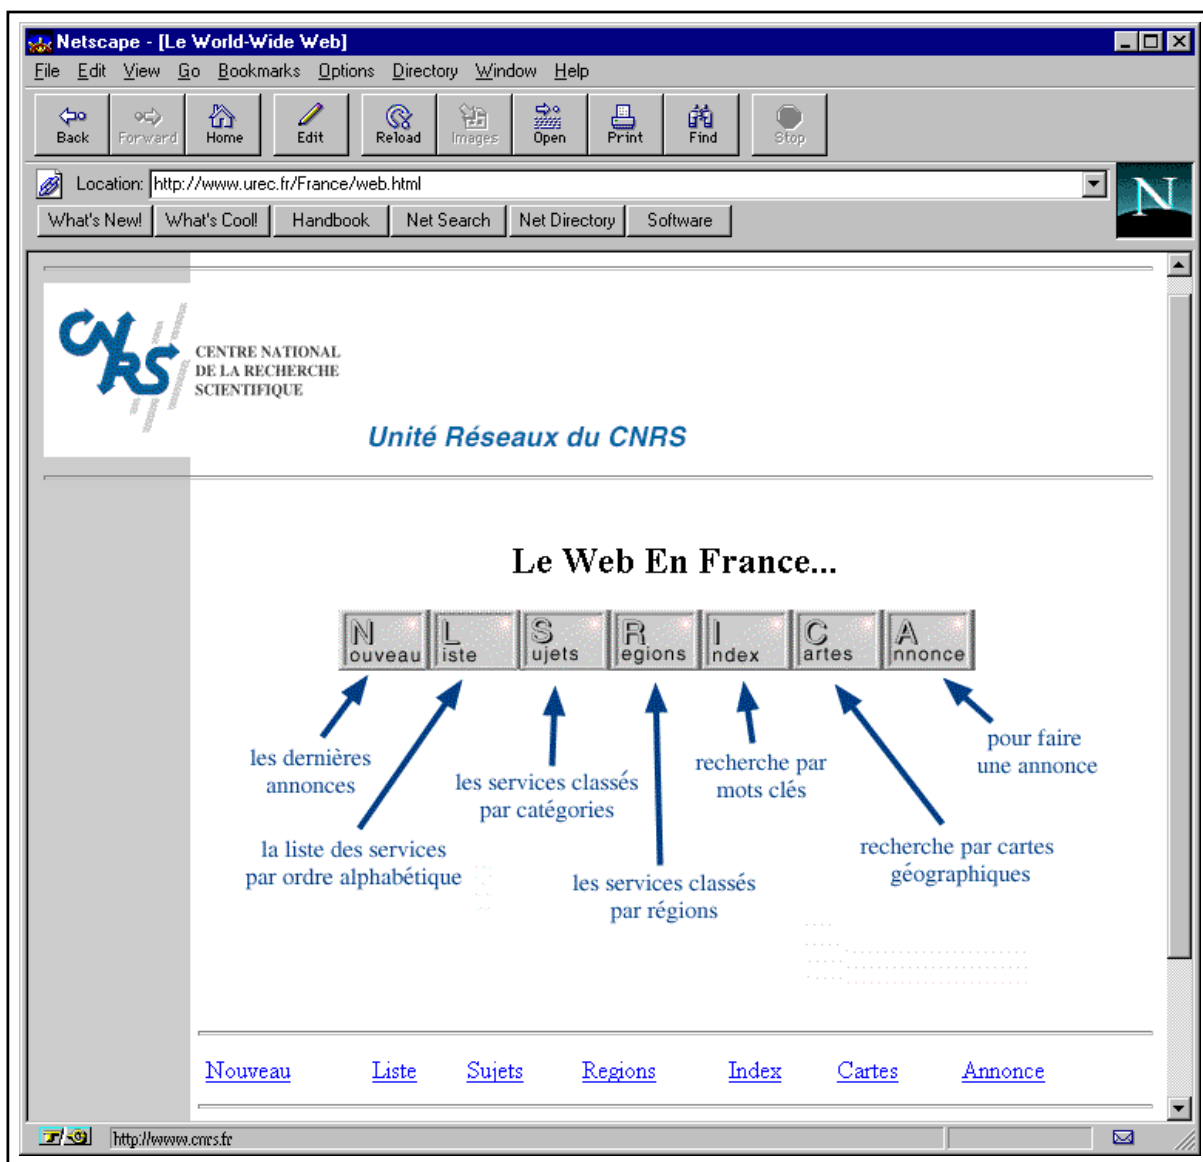 Netscape - [Le World-Wide Web]
File Edit View Go Bookmarks Options Directory Window Help
Back Forward Home Edit Reload Images Open Print Find Stop
Location: http://www.urec.fr/France/web.html
N
What's New! What's Cool! Handbook Net Search Net Directory Software
CNRS
CENTRE NATIONAL
DE LA RECHERCHE
SCIENTIFIQUE
Unité Réseaux du CNRS
Le Web En France...
Nouveau Liste Sujets Regions Index Cartes Annonce
les dernières
annonces
la liste des services
par ordre alphabétique
les services classés
par catégories
les services classés
par régions
recherche par
mots clés
recherche par cartes
géographiques
pour faire
une annonce
Nouveau Liste Sujets Regions Index Cartes Annonce
http://www.cnrs.fr